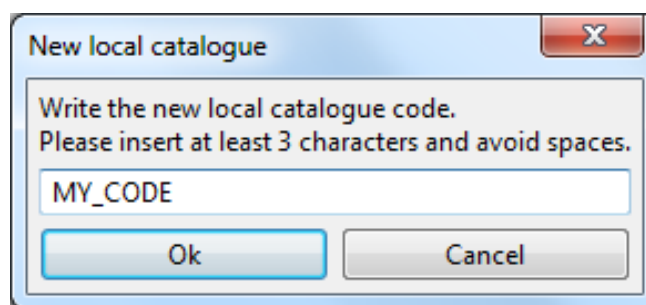 New local catalogue
Write the new local catalogue code.
Please insert at least 3 characters and avoid spaces.
MY_CODE
Ok
Cancel